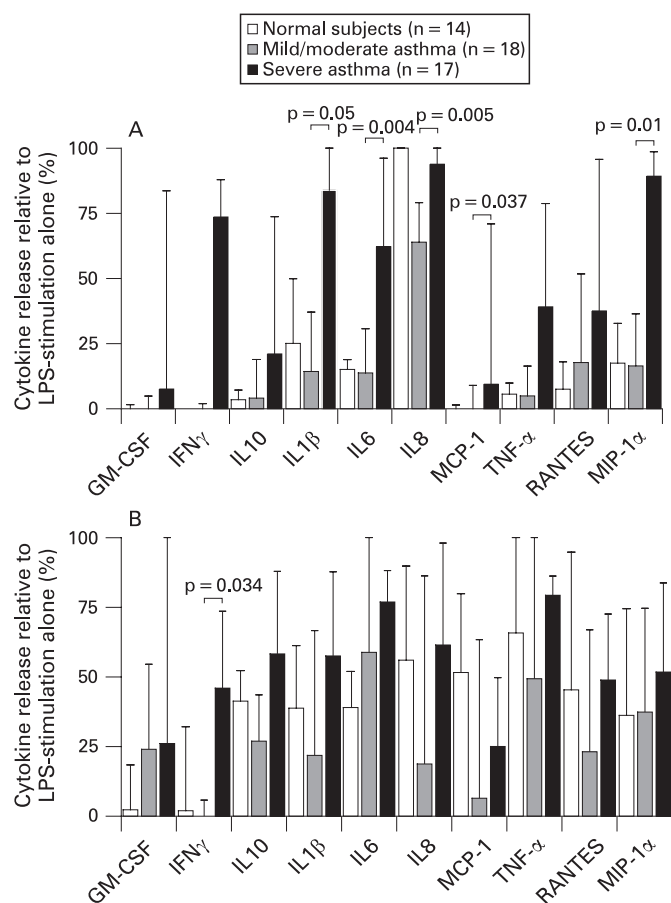 Normal subjects (n = 14)
Mild/moderate asthma (n = 18)
Severe asthma (n = 17)
A
p = 0.05
p = 0.004
p = 0.005
p = 0.037
p = 0.01
Cytokine release relative to
LPS-stimulation alone (%)
100
75
50
25
0
GM-CSF
IFNγ
IL10
IL1β
IL6
IL8
MCP-1
TNF-α
RANTES
MIP-1α
B
p = 0.034
Cytokine release relative to
LPS-stimulation alone (%)
100
75
50
25
0
GM-CSF
IFNγ
IL10
IL1β
IL6
IL8
MCP-1
TNF-α
RANTES
MIP-1α